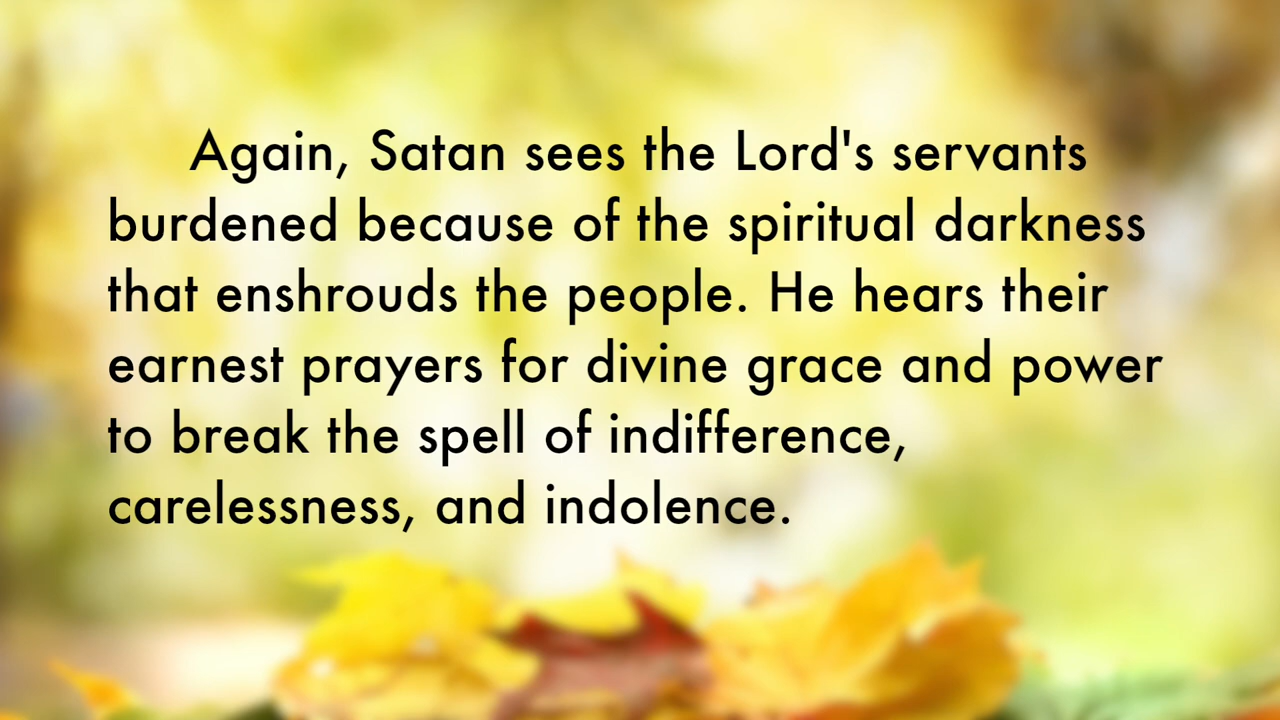 Again, Satan sees the Lord's servants
burdened because of the spiritual darkness
that enshrouds the people. He hears their
earnest prayers for divine grace and power
to break the spell of indifference,
carelessness, and indolence.